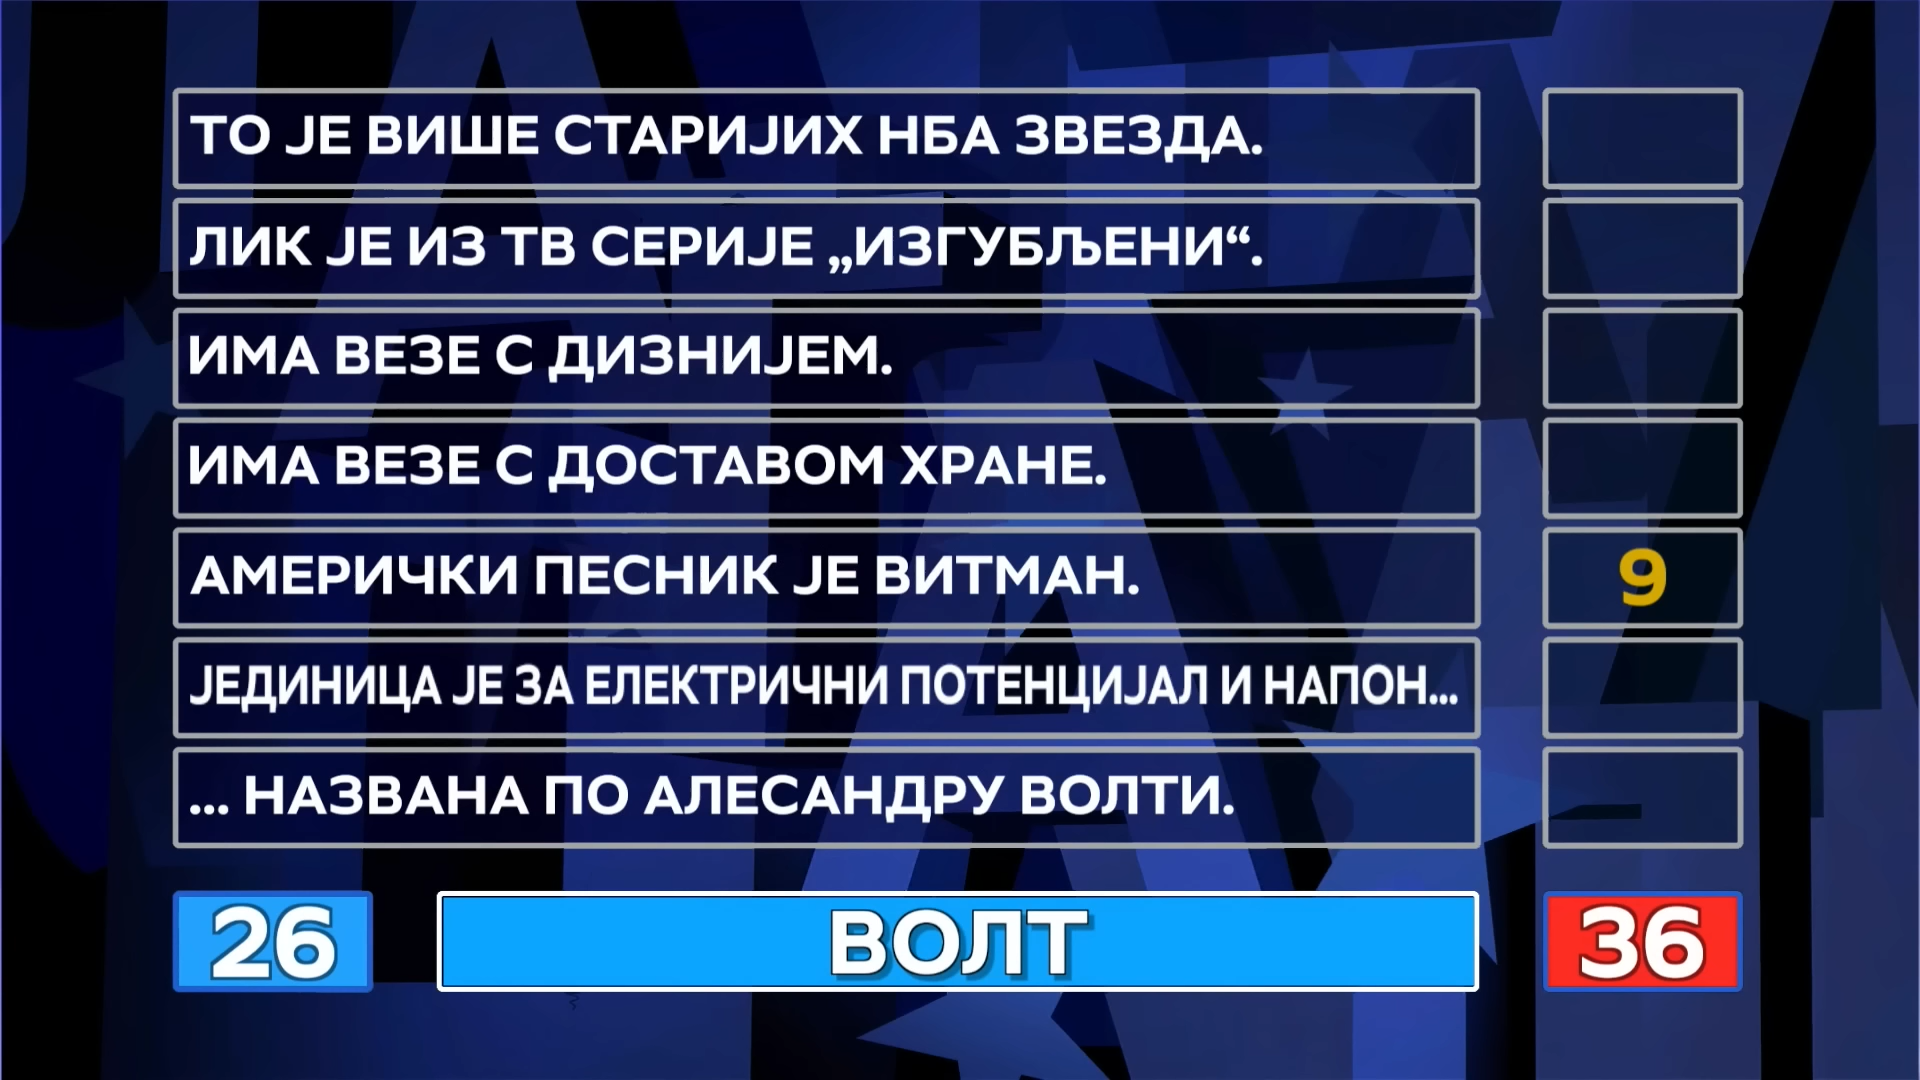 ТО ЈЕ ВИШЕ СТАРИЈИХ НБА ЗВЕЗДА.
ЛИК ЈЕ ИЗ ТВ СЕРИЈЕ „ИЗГУБЉЕНИ“.
ИМА ВЕЗЕ С ДИЗНИЈЕМ.
ИМА ВЕЗЕ С ДОСТАВОМ ХРАНЕ.
АМЕРИЧКИ ПЕСНИК ЈЕ ВИТМАН.
9
ЈЕДИНИЦА ЈЕ ЗА ЕЛЕКТРИЧНИ ПОТЕНЦИЈАЛ И НАПОН...
... НАЗВАНА ПО АЛЕСАНДРУ ВОЛТИ.
26
ВОЛТ
36